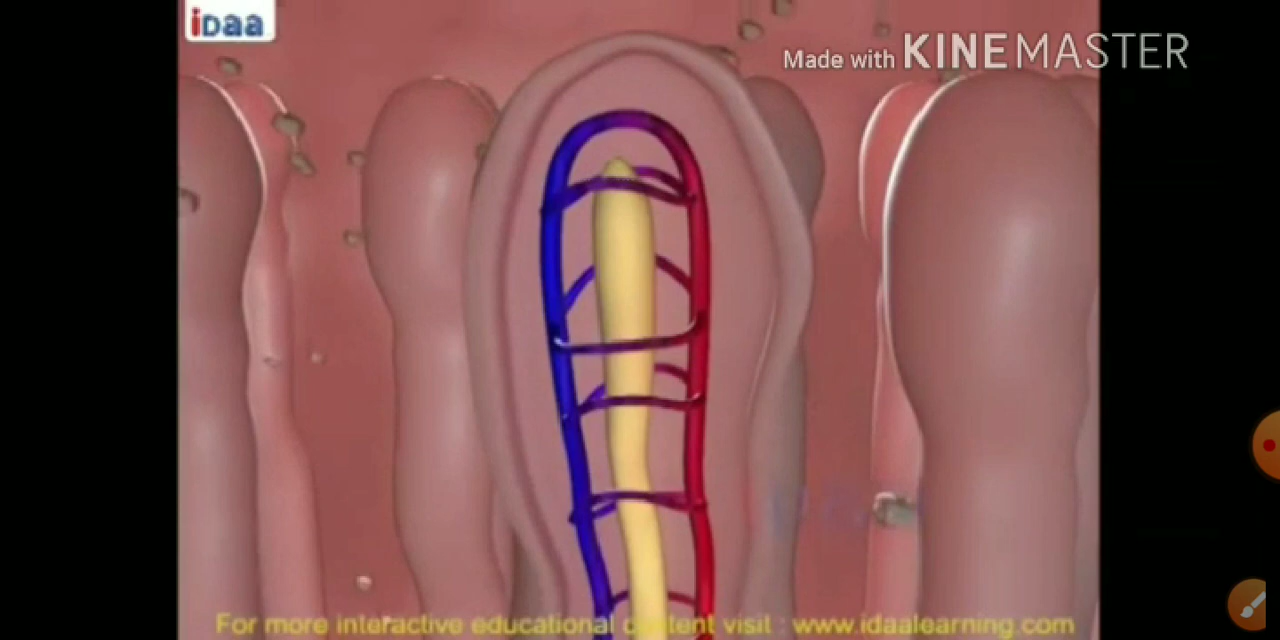 iDaa
Made with KINEMASTER
For more interactive educational content visit : www.idaalearning.com